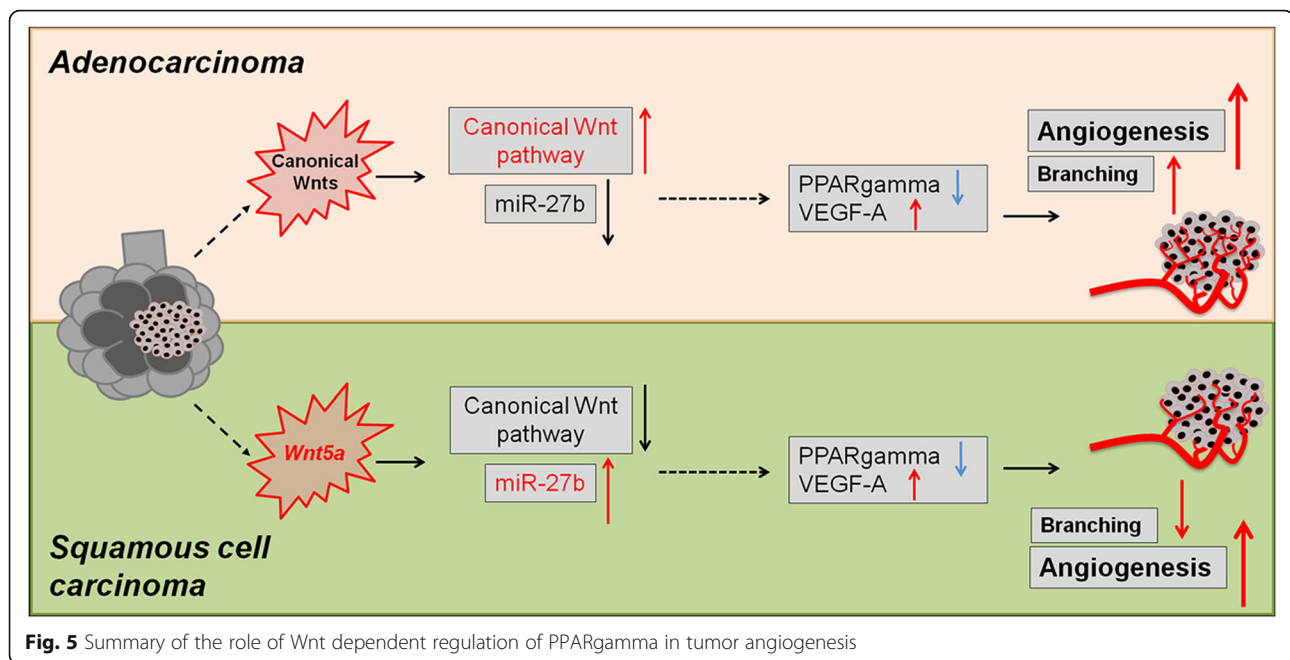 Adenocarcinoma
Canonical
Wnts
Canonical Wnt
pathway
miR-27b
PPARgamma
VEGF-A
Angiogenesis
Branching
Squamous cell
carcinoma
Wnt5a
Canonical Wnt
pathway
miR-27b
PPARgamma
VEGF-A
Branching
Angiogenesis
Fig. 5 Summary of the role of Wnt dependent regulation of PPARgamma in tumor angiogenesis